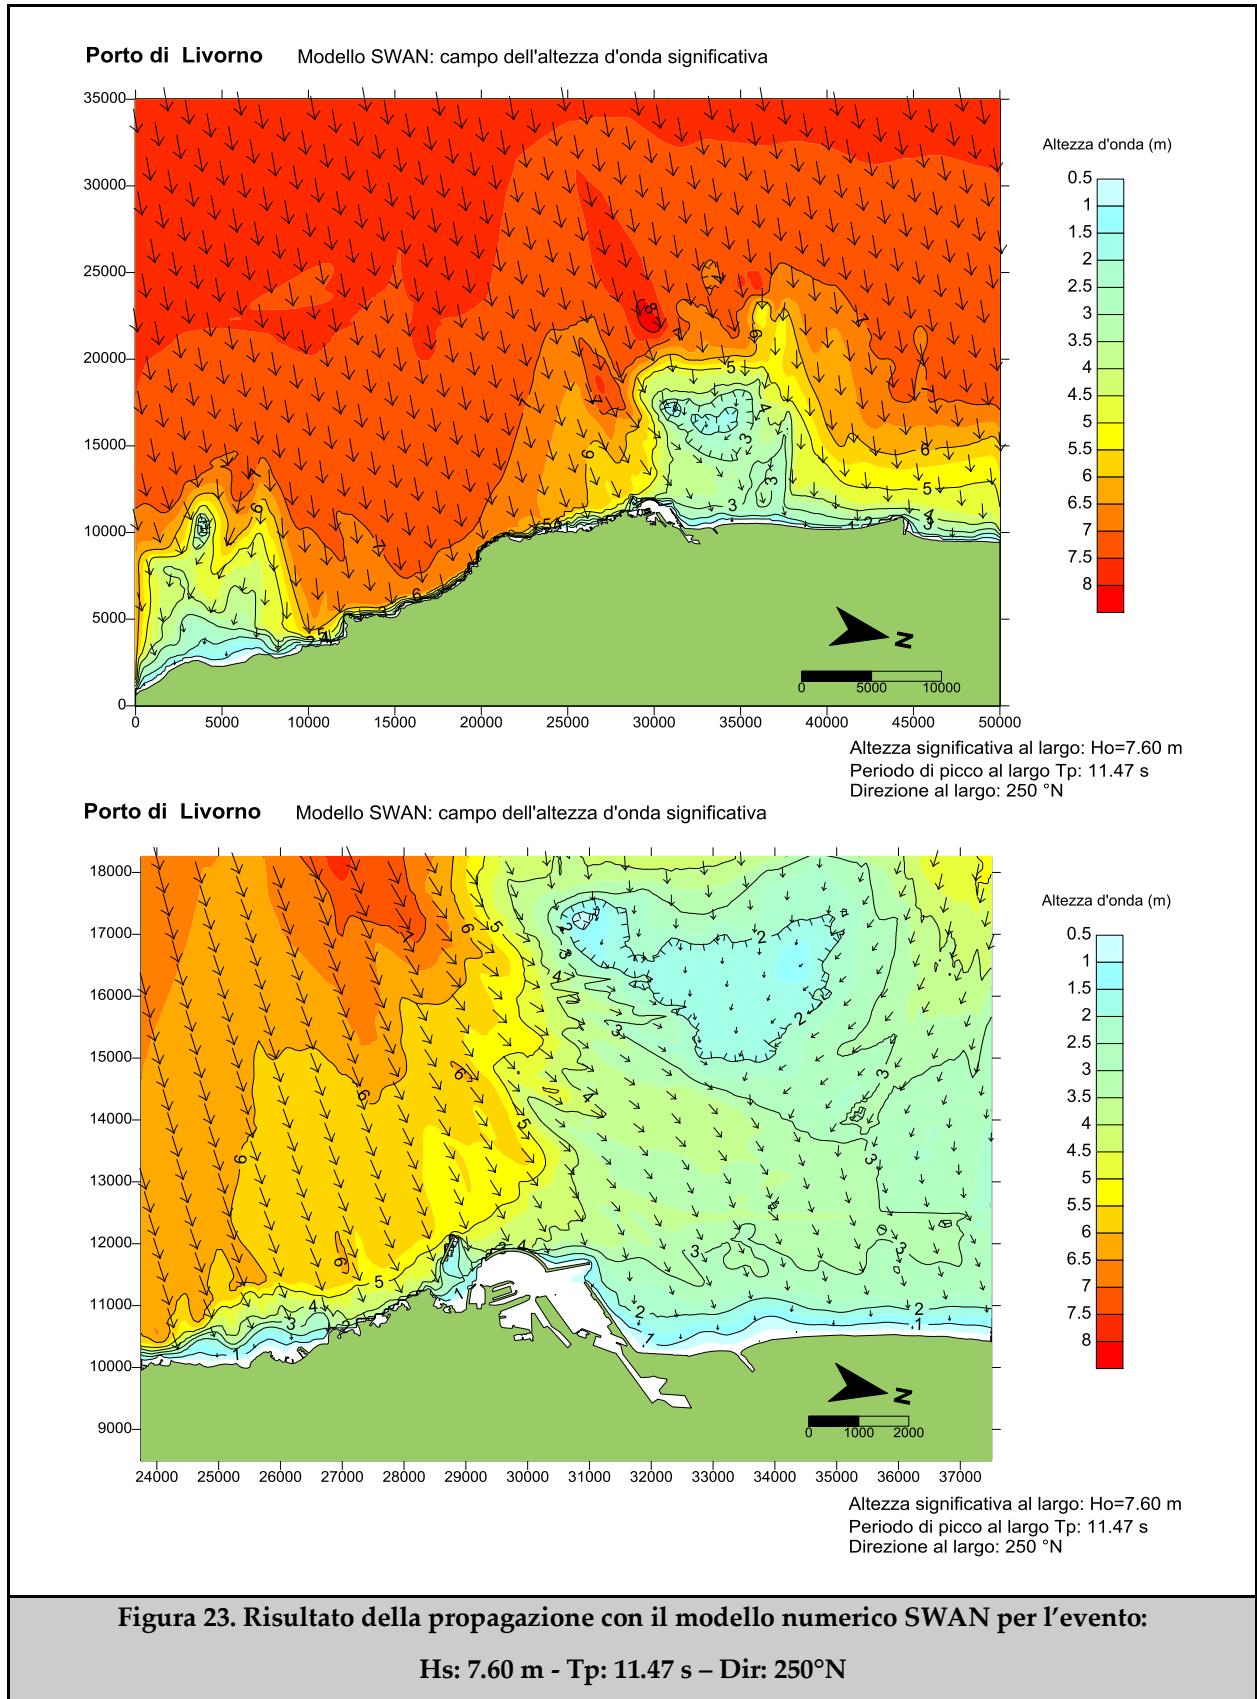 Porto di Livorno Modello SWAN: campo dell'altezza d'onda significativa
35000
30000
25000
20000
15000
10000
5000
0
0 5000 10000 15000 20000 25000 30000 35000 40000 45000 50000
Altezza d'onda (m)
0.5
1
1.5
2
2.5
3
3.5
4
4.5
5
5.5
6
6.5
7
7.5
8
N
0 5000 10000
Altezza significativa al largo: Ho=7.60 m
Periodo di picco al largo Tp: 11.47 s
Direzione al largo: 250 °N
Porto di Livorno Modello SWAN: campo dell'altezza d'onda significativa
18000
17000
16000
15000
14000
13000
12000
11000
10000
9000
24000 25000 26000 27000 28000 29000 30000 31000 32000 33000 34000 35000 36000 37000
Altezza d'onda (m)
0.5
1
1.5
2
2.5
3
3.5
4
4.5
5
5.5
6
6.5
7
7.5
8
N
0 1000 2000
Altezza significativa al largo: Ho=7.60 m
Periodo di picco al largo Tp: 11.47 s
Direzione al largo: 250 °N
Figura 23. Risultato della propagazione con il modello numerico SWAN per l’evento:
Hs: 7.60 m - Tp: 11.47 s – Dir: 250°N